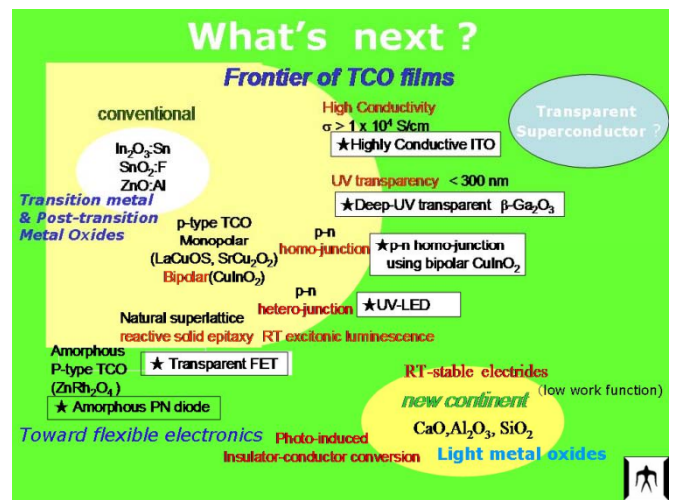 What's next ?
Frontier of TCO films
conventional
In₂O₃:Sn
SnO₂:F
ZnO:Al
Transition metal
& Post-transition
Metal Oxides
High Conductivity
σ > 1 x 10⁴ S/cm
★Highly Conductive ITO
Transparent
Superconductor ?
UV transparency < 300 nm
★Deep-UV transparent β-Ga₂O₃
p-type TCO
Monopolar
(LaCuOS, SrCu₂O₂)
Bipolar(CuInO₂)
p-n
homo-junction
★p-n homo-junction
using bipolar CuInO₂
p-n
hetero-junction
★UV-LED
Natural superlattice
reactive solid epitaxy RT excitonic luminescence
Amorphous
P-type TCO
(ZnRh₂O₄ )
★ Transparent FET
★ Amorphous PN diode
Toward flexible electronics
RT-stable electrides
(low work function)
new continent
CaO,Al₂O₃, SiO₂
Light metal oxides
Photo-induced
Insulator-conductor conversion